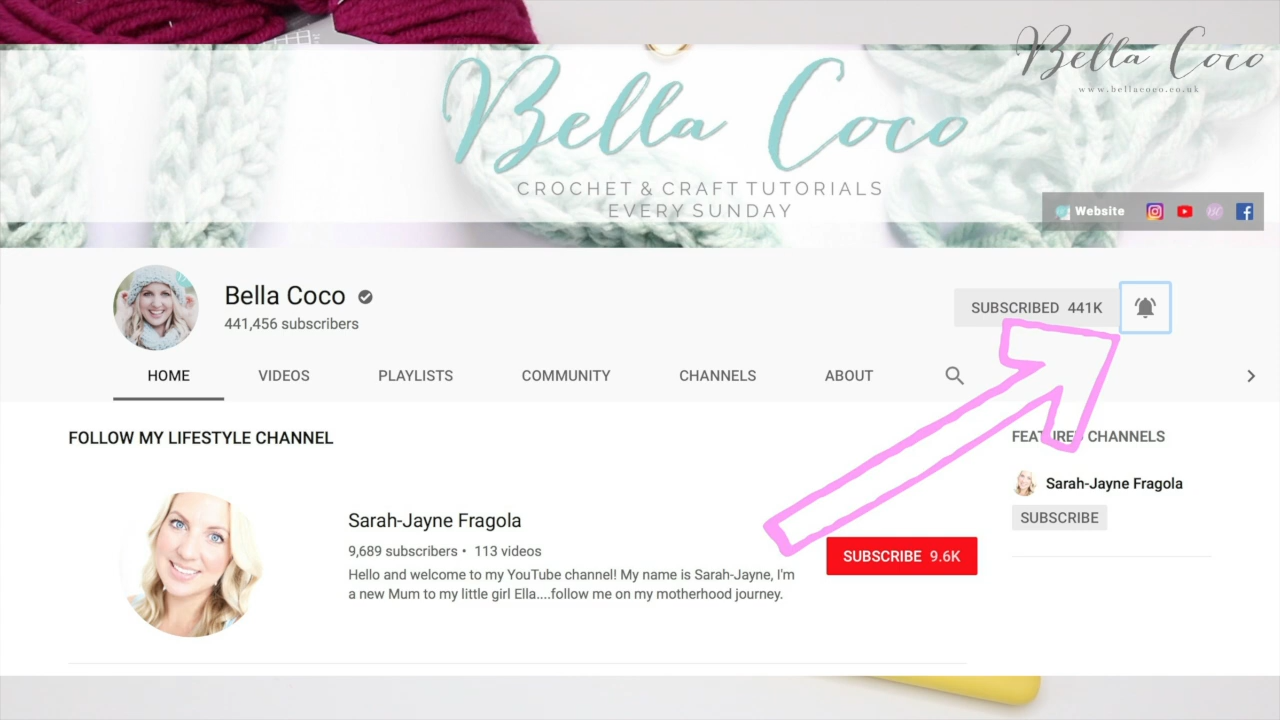 Bella Coco
www.bellacoco.co.uk
Bella Coco
CROCHET & CRAFT TUTORIALS
EVERY SUNDAY
Website
Bella Coco
441,456 subscribers
SUBSCRIBED 441K
HOME VIDEOS PLAYLISTS COMMUNITY CHANNELS ABOUT
FOLLOW MY LIFESTYLE CHANNEL
Sarah-Jayne Fragola
9,689 subscribers • 113 videos
Hello and welcome to my YouTube channel! My name is Sarah-Jayne, I'm
a new Mum to my little girl Ella....follow me on my motherhood journey.
SUBSCRIBE 9.6K
FEATURED CHANNELS
Sarah-Jayne Fragola
SUBSCRIBE